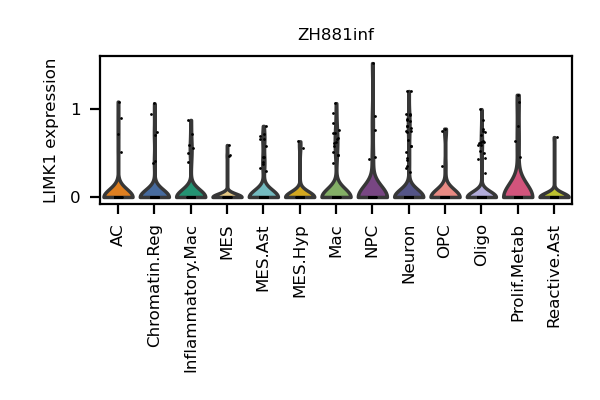 ZH881inf
LIMK1 expression
1
0
AC
Chromatin.Reg
Inflammatory.Mac
MES
MES.Ast
MES.Hyp
Mac
NPC
Neuron
OPC
Oligo
Prolif.Metab
Reactive.Ast